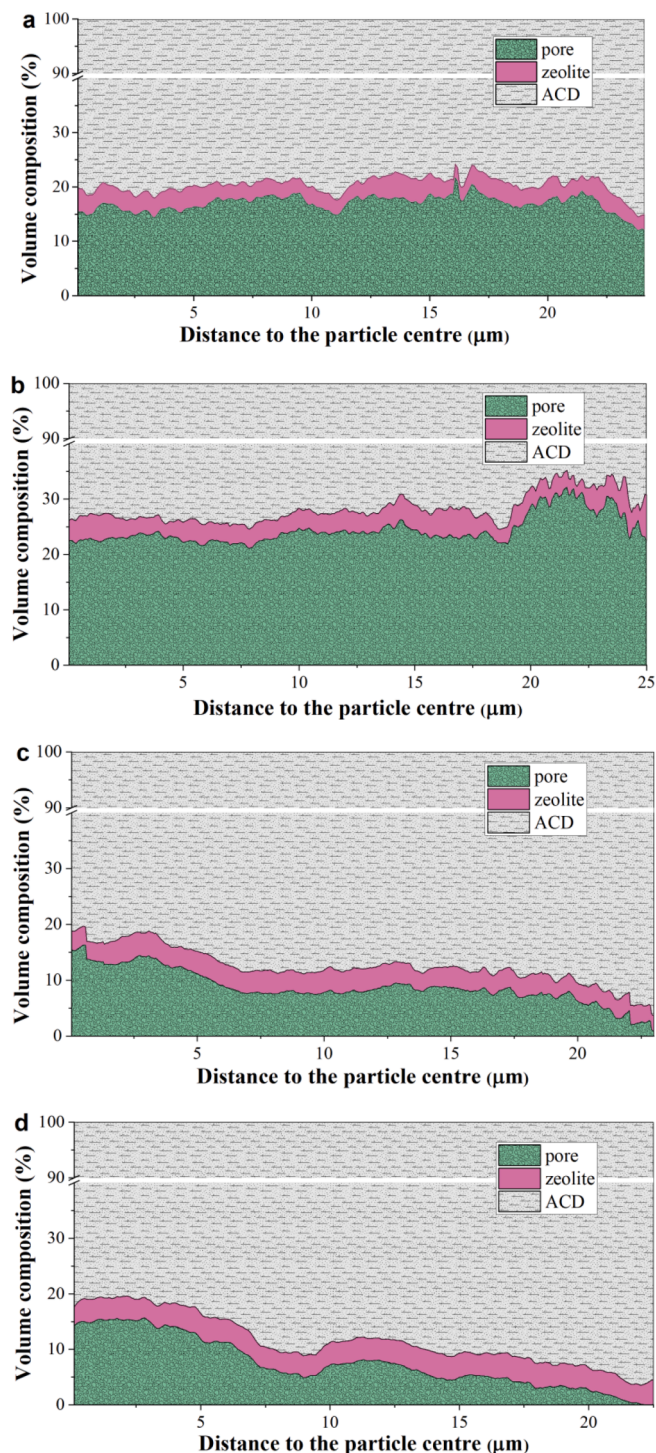 a
100
90
30
20
10
0
Volume composition (%)
pore
zeolite
ACD
5
10
15
20
Distance to the particle centre (μm)
b
100
90
30
20
10
0
Volume composition (%)
pore
zeolite
ACD
5
10
15
20
25
Distance to the particle centre (μm)
c
100
90
30
20
10
0
Volume composition (%)
pore
zeolite
ACD
5
10
15
20
Distance to the particle centre (μm)
d
100
90
30
20
10
0
Volume composition (%)
pore
zeolite
ACD
5
10
15
20
Distance to the particle centre (μm)